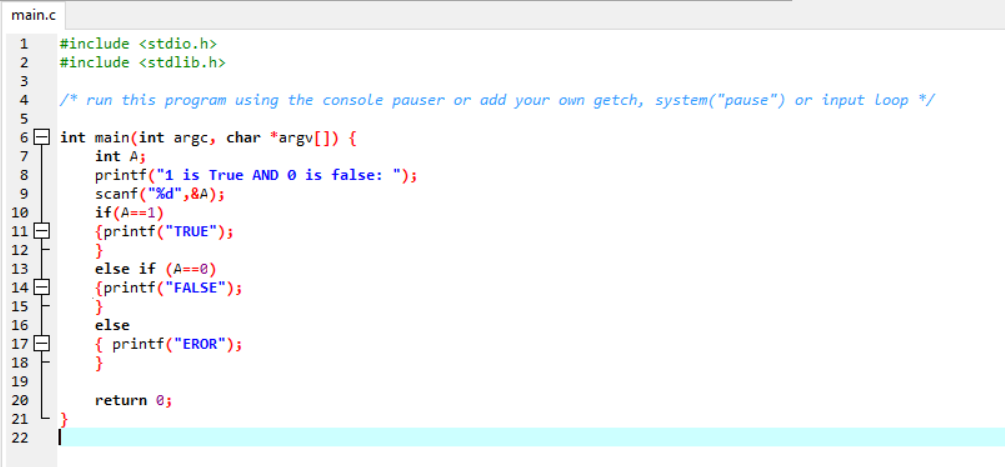 main.c
1 #include <stdio.h>
2 #include <stdlib.h>
3
4 /* run this program using the console pauser or add your own getch, system("pause") or input loop */
5
6 int main(int argc, char *argv[]) {
7 int A;
8 printf("1 is True AND 0 is false: ");
9 scanf("%d",&A);
10 if(A==1)
11 {printf("TRUE");
12 }
13 else if (A==0)
14 {printf("FALSE");
15 }
16 else
17 { printf("EROR");
18 }
19
20 return 0;
21 }
22